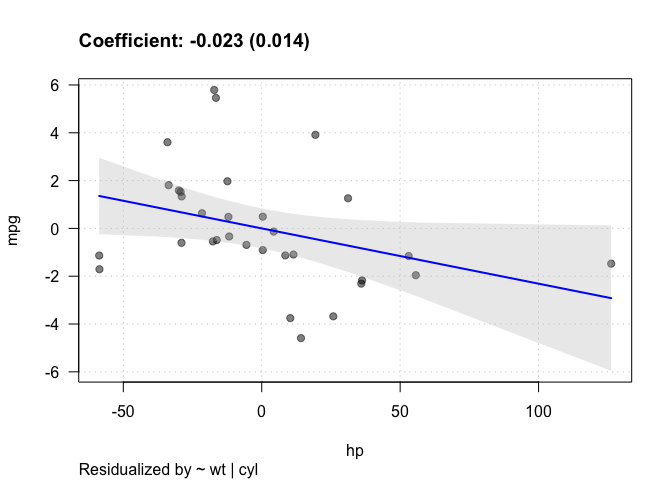 Coefficient: -0.023 (0.014)
6
4
2
0
-2
-4
-6
mpg
-50
0
50
100
hp
Residualized by ~ wt | cyl